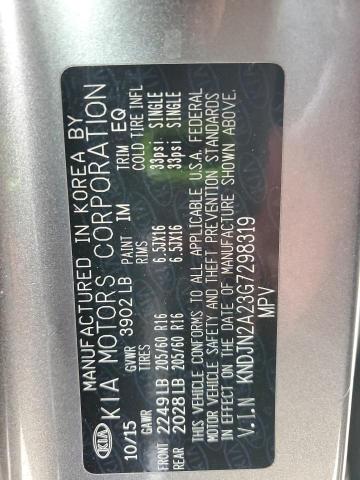 MANUFACTURED IN KOREA BY
KIA KIA MOTORS CORPORATION
10/15 GVWR 3902 LB PAINT IM TRIM EQ
GAWR TIRES RIMS COLD TIRE INFL
FRONT 2249LB 205/60 R16 6.5JX16 33psi SINGLE
REAR 2028LB 205/60 R16 6.5JX16 33psi SINGLE
THIS VEHICLE CONFORMS TO ALL APPLICABLE U.S.A. FEDERAL
MOTOR VEHICLE SAFETY AND THEFT PREVENTION STANDARDS
IN EFFECT ON THE DATE OF MANUFACTURE SHOWN ABOVE.
V.I.N KNDJN2A23G7298319
MPV